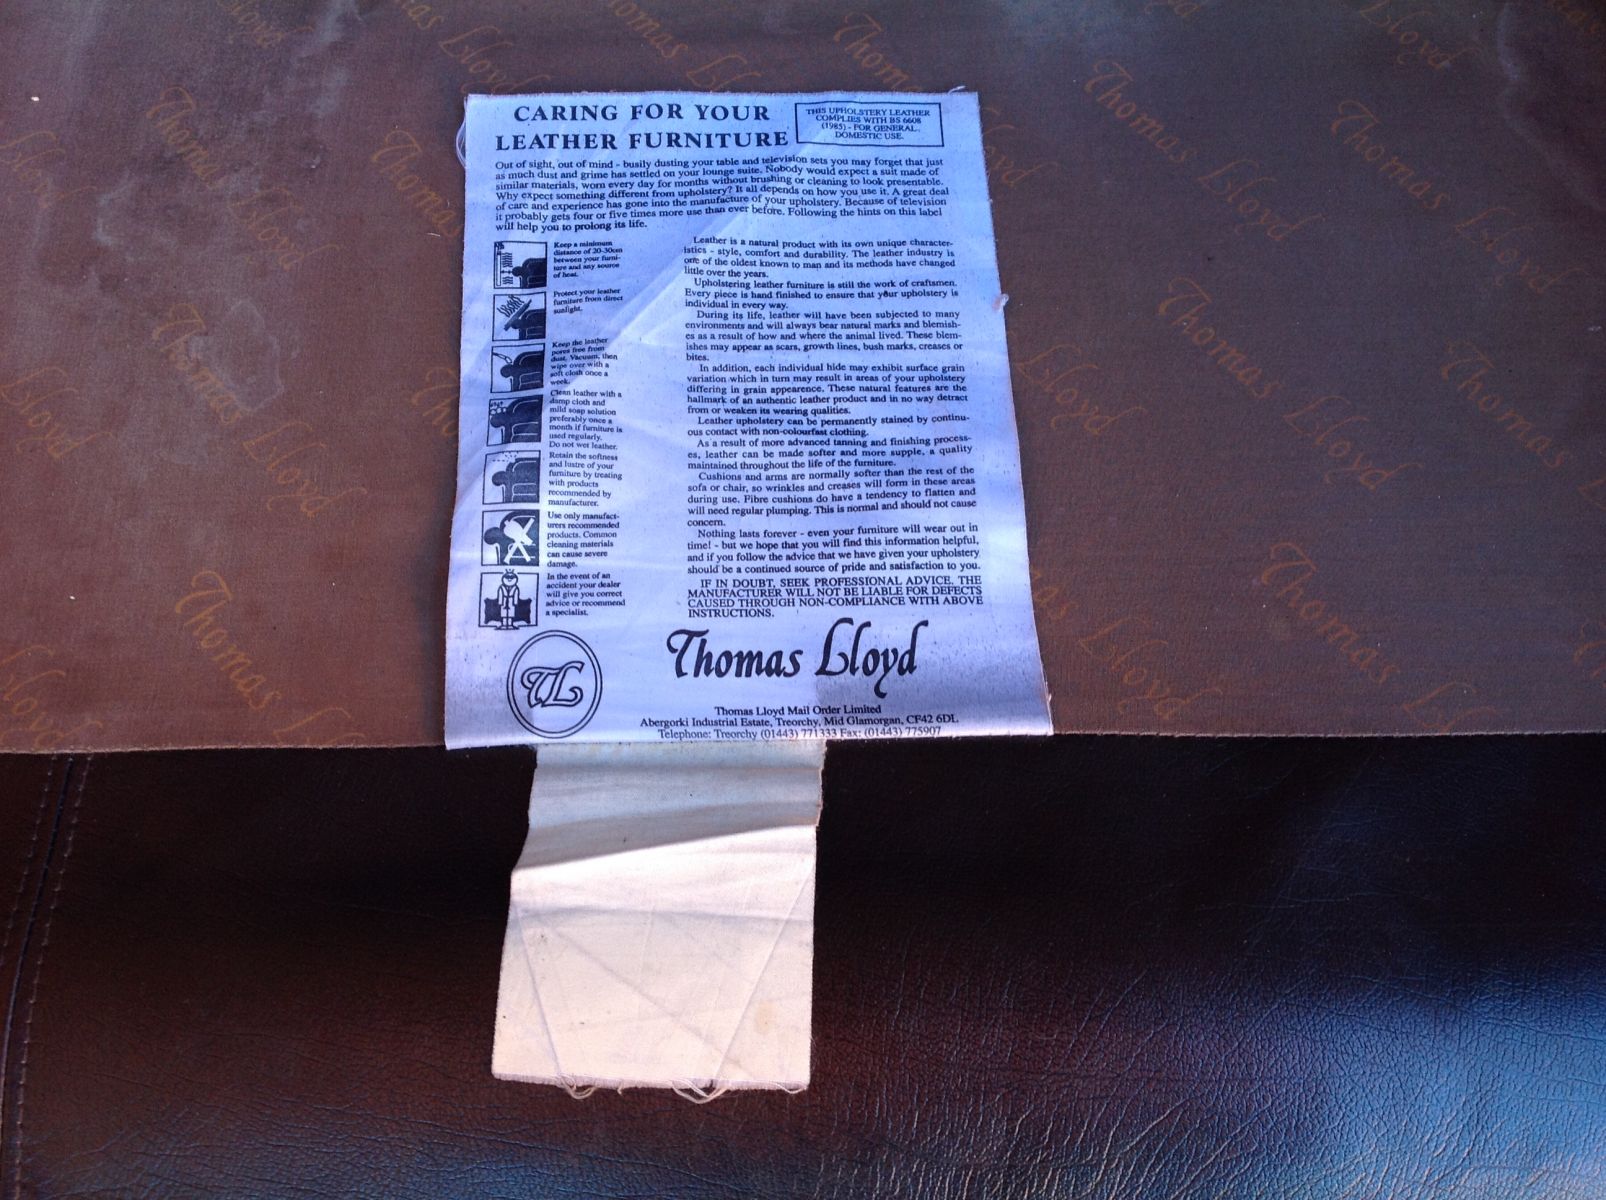 CARING FOR YOUR
LEATHER FURNITURE
THIS UPHOLSTERY LEATHER
COMPLIES WITH BS 6608
(1985) - FOR GENERAL
DOMESTIC USE.
Out of sight, out of mind - busily dusting your table and television sets you may forget that just
as much dust and grime has settled on your lounge suite. Nobody would expect a suit made of
similar materials, worn every day for months without brushing or cleaning to look presentable.
Why expect something different from upholstery? It all depends on how you use it. A great deal
of care and experience has gone into the manufacture of your upholstery. Because of television
it probably gets four or five times more use than ever before. Following the hints on this label
will help you to prolong its life.
Keep a minimum
distance of 20-30cm
between your furni-
ture and any source
of heat.
Protect your leather
furniture from direct
sunlight.
Keep the leather
pores free from
dust. Vacuum, then
wipe over with a
soft cloth once a
week.
Clean leather with a
damp cloth and
mild soap solution
preferably once a
month if furniture is
used regularly.
Do not wet leather.
Retain the softness
and lustre of your
furniture by treating
with products
recommended by
manufacturer.
Use only manufact-
urers recommended
products. Common
cleaning materials
can cause severe
damage.
In the event of an
accident your dealer
will give you correct
advice or recommend
a specialist.
Leather is a natural product with its own unique character-
istics - style, comfort and durability. The leather industry is
one of the oldest known to man and its methods have changed
little over the years.
Upholstering leather furniture is still the work of craftsmen.
Every piece is hand finished to ensure that your upholstery is
individual in every way.
During its life, leather will have been subjected to many
environments and will always bear natural marks and blemish-
es as a result of how and where the animal lived. These blem-
ishes may appear as scars, growth lines, bush marks, creases or
bites.
In addition, each individual hide may exhibit surface grain
variation which in turn may result in areas of your upholstery
differing in grain appearance. These natural features are the
hallmark of an authentic leather product and in no way detract
from or weaken its wearing qualities.
Leather upholstery can be permanently stained by continu-
ous contact with non-colourfast clothing.
As a result of more advanced tanning and finishing process-
es, leather can be made softer and more supple, a quality
maintained throughout the life of the furniture.
Cushions and arms are normally softer than the rest of the
sofa or chair, so wrinkles and creases will form in these areas
during use. Fibre cushions do have a tendency to flatten and
will need regular plumping. This is normal and should not cause
concern.
Nothing lasts forever - even your furniture will wear out in
time! - but we hope that you will find this information helpful,
and if you follow the advice that we have given your upholstery
should be a continued source of pride and satisfaction to you.
IF IN DOUBT, SEEK PROFESSIONAL ADVICE. THE
MANUFACTURER WILL NOT BE LIABLE FOR DEFECTS
CAUSED THROUGH NON-COMPLIANCE WITH ABOVE
INSTRUCTIONS.
TL
Thomas Lloyd
Thomas Lloyd Mail Order Limited
Abergorki Industrial Estate, Treorchy, Mid Glamorgan, CF42 6DL
Telephone: Treorchy (01443) 771333 Fax: (01443) 775907
Thomas Lloyd
Thomas Lloyd
Thomas Lloyd
Thomas Lloyd
Thomas Lloyd
Thomas Lloyd
Thomas Lloyd